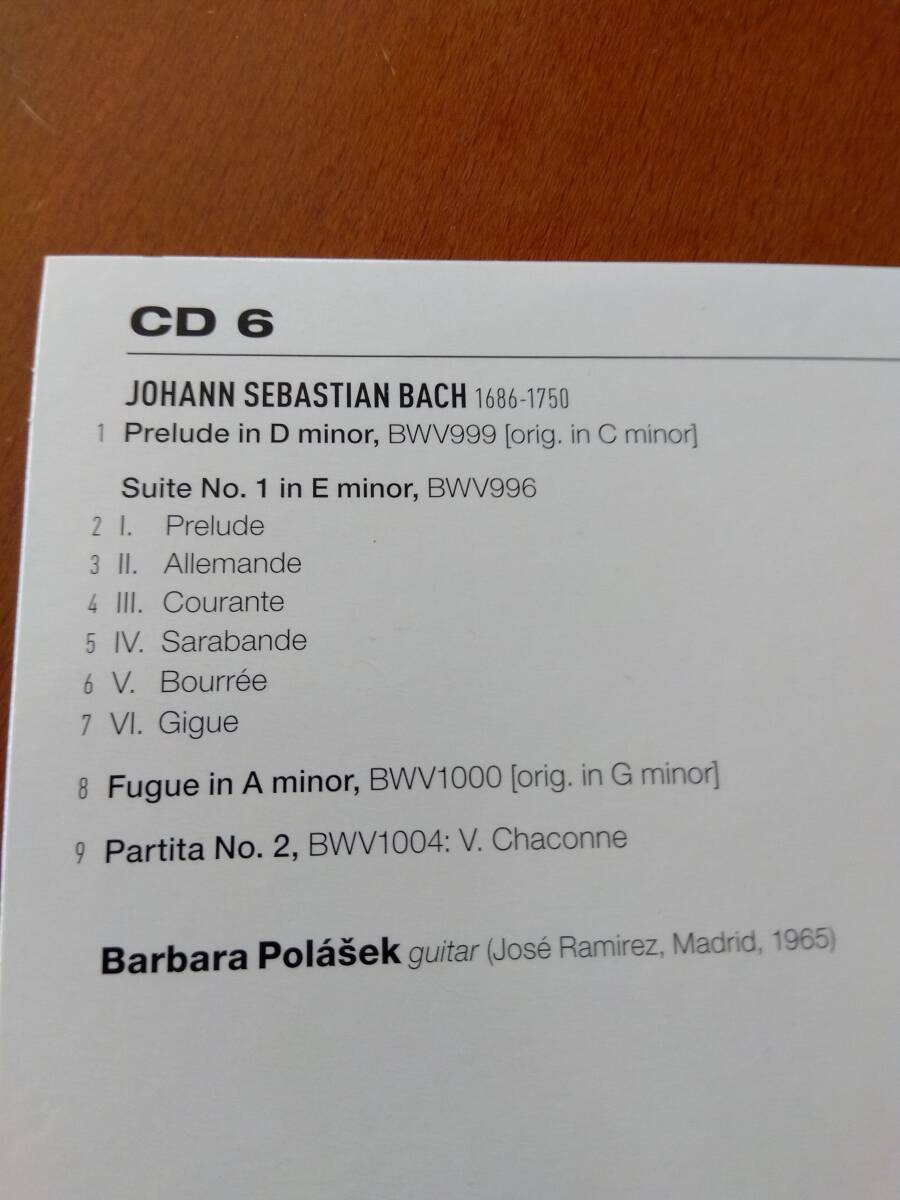 CD 6
JOHANN SEBASTIAN BACH 1686-1750
1 Prelude in D minor, BWV999 [orig. in C minor]
Suite No. 1 in E minor, BWV996
2 I. Prelude
3 II. Allemande
4 III. Courante
5 IV. Sarabande
6 V. Bourrée
7 VI. Gigue
8 Fugue in A minor, BWV1000 [orig. in G minor]
9 Partita No. 2, BWV1004: V. Chaconne
Barbara Polášek guitar (José Ramirez, Madrid, 1965)